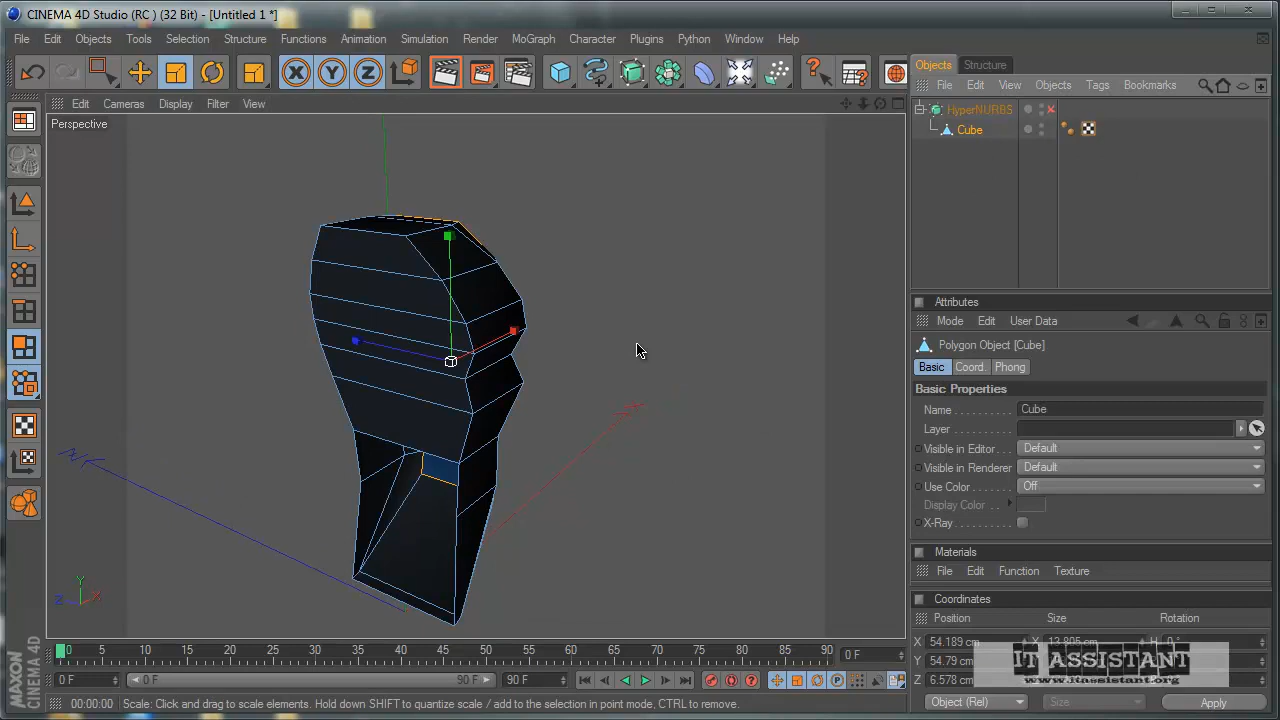 CINEMA 4D Studio (RC ) (32 Bit) - [Untitled 1 *]
File Edit Objects Tools Selection Structure Functions Animation Simulation Render MoGraph Character Plugins Python Window Help
Edit Cameras Display Filter View
Perspective
Objects Structure
File Edit View Objects Tags Bookmarks
HyperNURBS
Cube
Attributes
Mode Edit User Data
Polygon Object [Cube]
Basic Coord. Phong
Basic Properties
Name Cube
Layer
Visible in Editor Default
Visible in Renderer Default
Use Color Off
Display Color
X-Ray
Materials
File Edit Function Texture
Coordinates
Position Size Rotation
X 54.189 cm X 13.805 cm H 0 °
Y 54.79 cm
Z 6.578 cm
IT ASSISTANT
www.itassistant.org
Object (Rel) Size Apply
Y
Z X
0 5 10 15 20 25 30 35 40 45 50 55 60 65 70 75 80 85 90
0 F
0 F 0 F 90 F 90 F
MAXON
CINEMA 4D
00:00:00 Scale: Click and drag to scale elements. Hold down SHIFT to quantize scale / add to the selection in point mode, CTRL to remove.